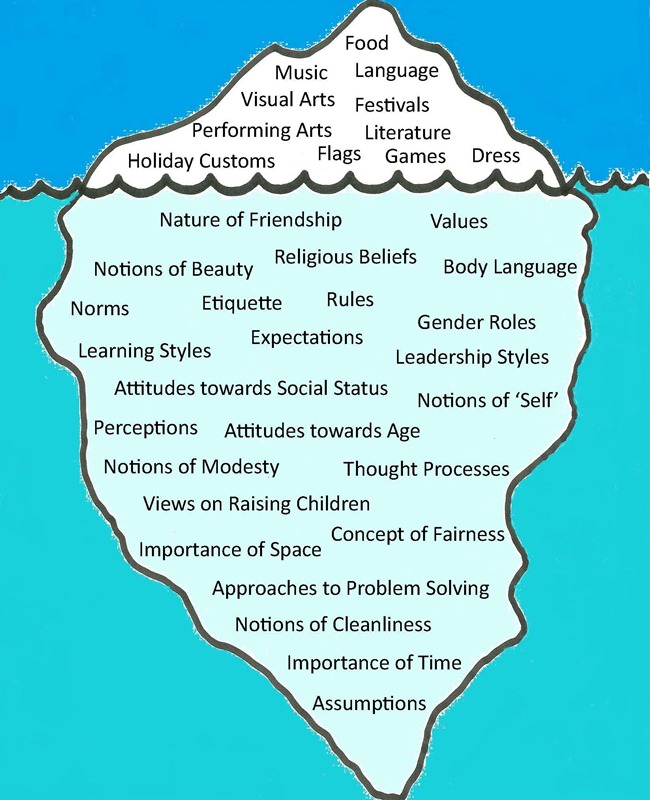 Food
Music
Language
Visual Arts
Festivals
Performing Arts
Literature
Holiday Customs
Flags
Games
Dress
Nature of Friendship
Values
Notions of Beauty
Religious Beliefs
Body Language
Norms
Etiquette
Rules
Expectations
Gender Roles
Learning Styles
Leadership Styles
Attitudes towards Social Status
Notions of ‘Self’
Perceptions
Attitudes towards Age
Notions of Modesty
Thought Processes
Views on Raising Children
Concept of Fairness
Importance of Space
Approaches to Problem Solving
Notions of Cleanliness
Importance of Time
Assumptions